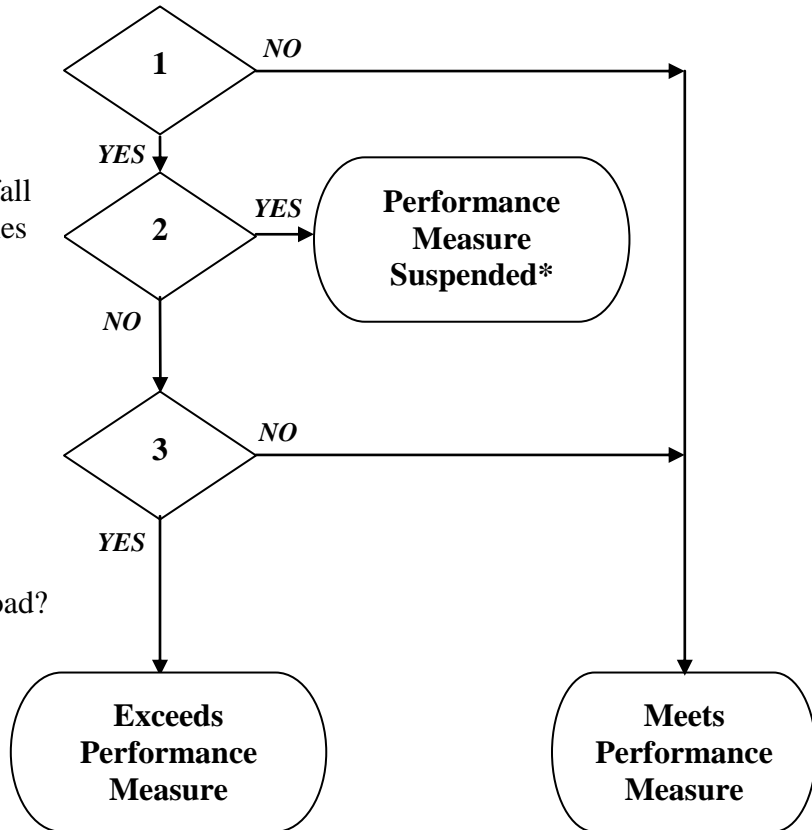 1
NO
YES
fall
es
2
YES
Performance
Measure
Suspended*
NO
3
NO
YES
oad?
Exceeds
Performance
Measure
Meets
Performance
Measure